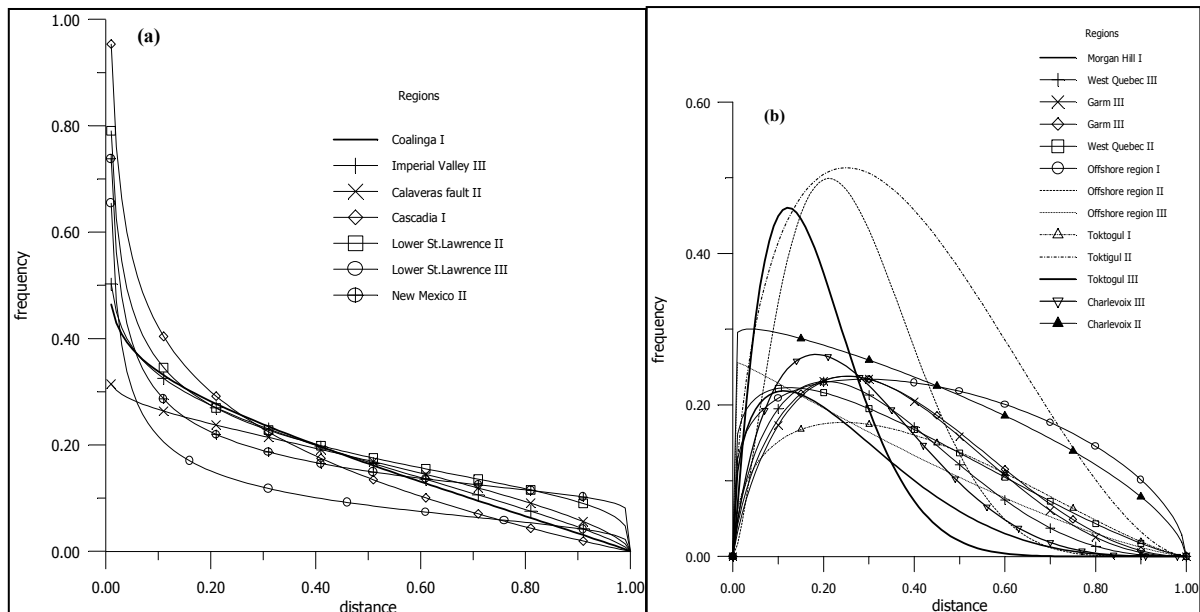 (a)
1.00
0.80
0.60
0.40
0.20
0.00
frequency
0.00 0.20 0.40 0.60 0.80 1.00
distance
Regions
Coalinga I
Imperial Valley III
Calaveras fault II
Cascadia I
Lower St.Lawrence II
Lower St.Lawrence III
New Mexico II
(b)
0.60
0.40
0.20
0.00
frequency
0.00 0.20 0.40 0.60 0.80 1.00
distance
Regions
Morgan Hill I
West Quebec III
Garm III
Garm III
West Quebec II
Offshore region I
Offshore region II
Offshore region III
Toktogul I
Toktigul II
Toktogul III
Charlevoix III
Charlevoix II